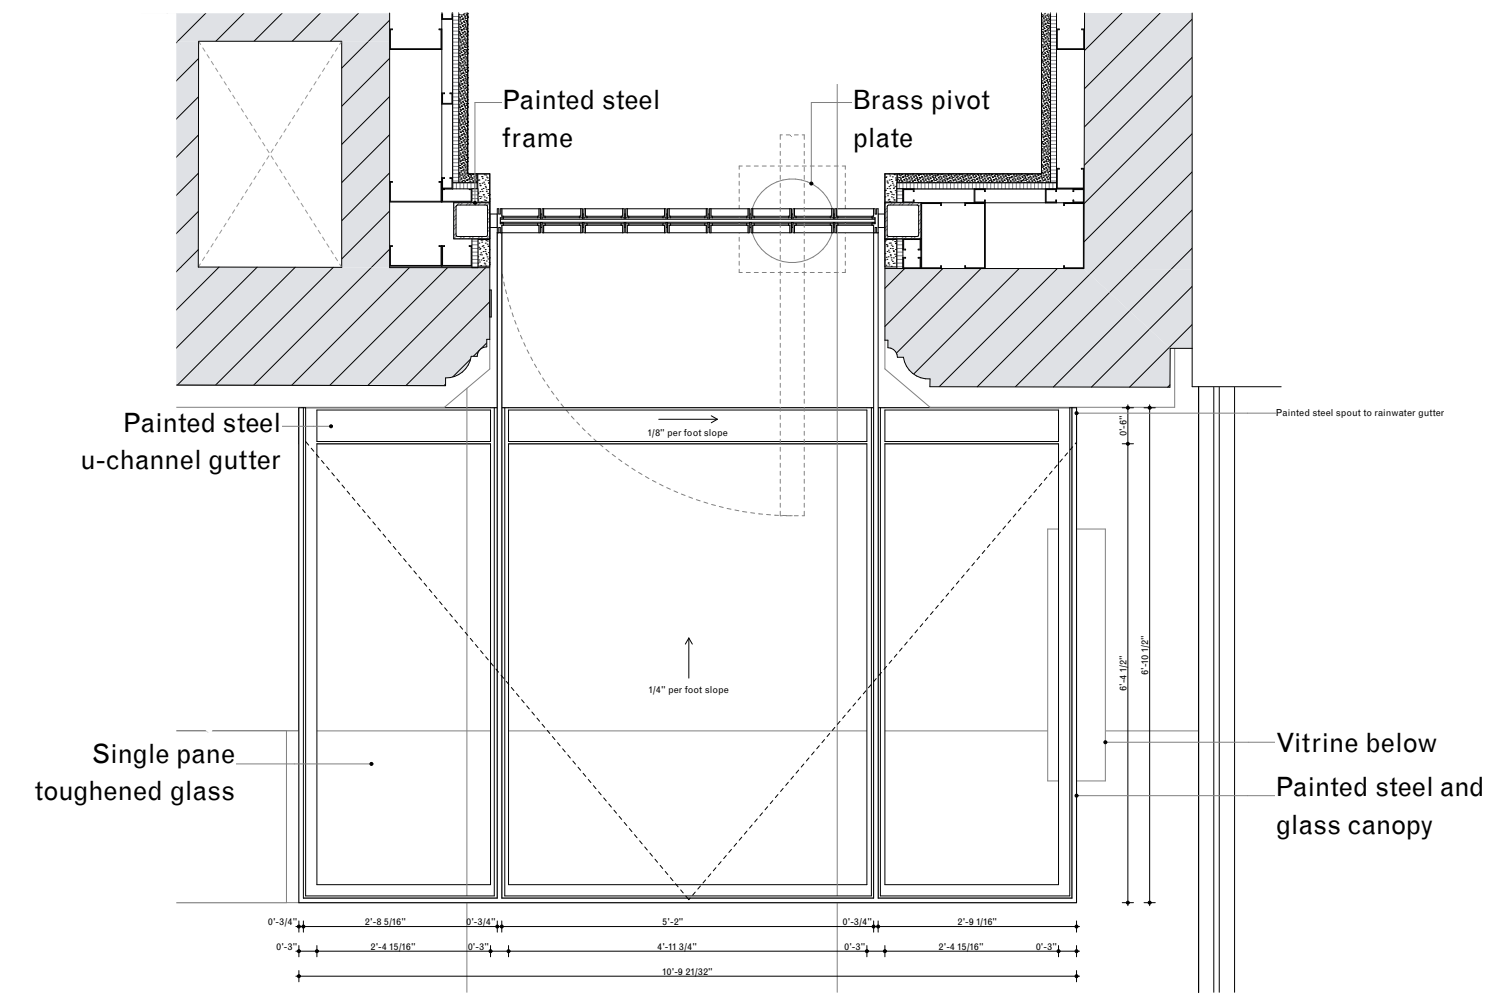 Painted steel
frame
Brass pivot
plate
Painted steel
u-channel gutter
1/8" per foot slope
Painted steel spout to rainwater gutter
0'-6"
6'-4 1/2"
6'-10 1/2"
1/4" per foot slope
Single pane
toughened glass
Vitrine below
Painted steel and
glass canopy
0'-3/4" 2'-8 5/16" 0'-3/4" 5'-2" 0'-3/4" 2'-9 1/16"
0'-3" 2'-4 15/16" 0'-3" 4'-11 3/4" 0'-3" 2'-4 15/16" 0'-3"
10'-9 21/32"